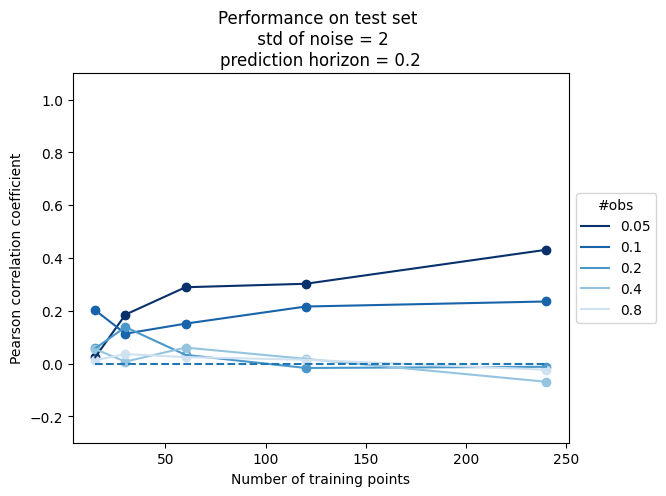 Performance on test set
std of noise = 2
prediction horizon = 0.2
Pearson correlation coefficient
1.0
0.8
0.6
0.4
0.2
0.0
−0.2
50
100
150
200
250
Number of training points
#obs
0.05
0.1
0.2
0.4
0.8